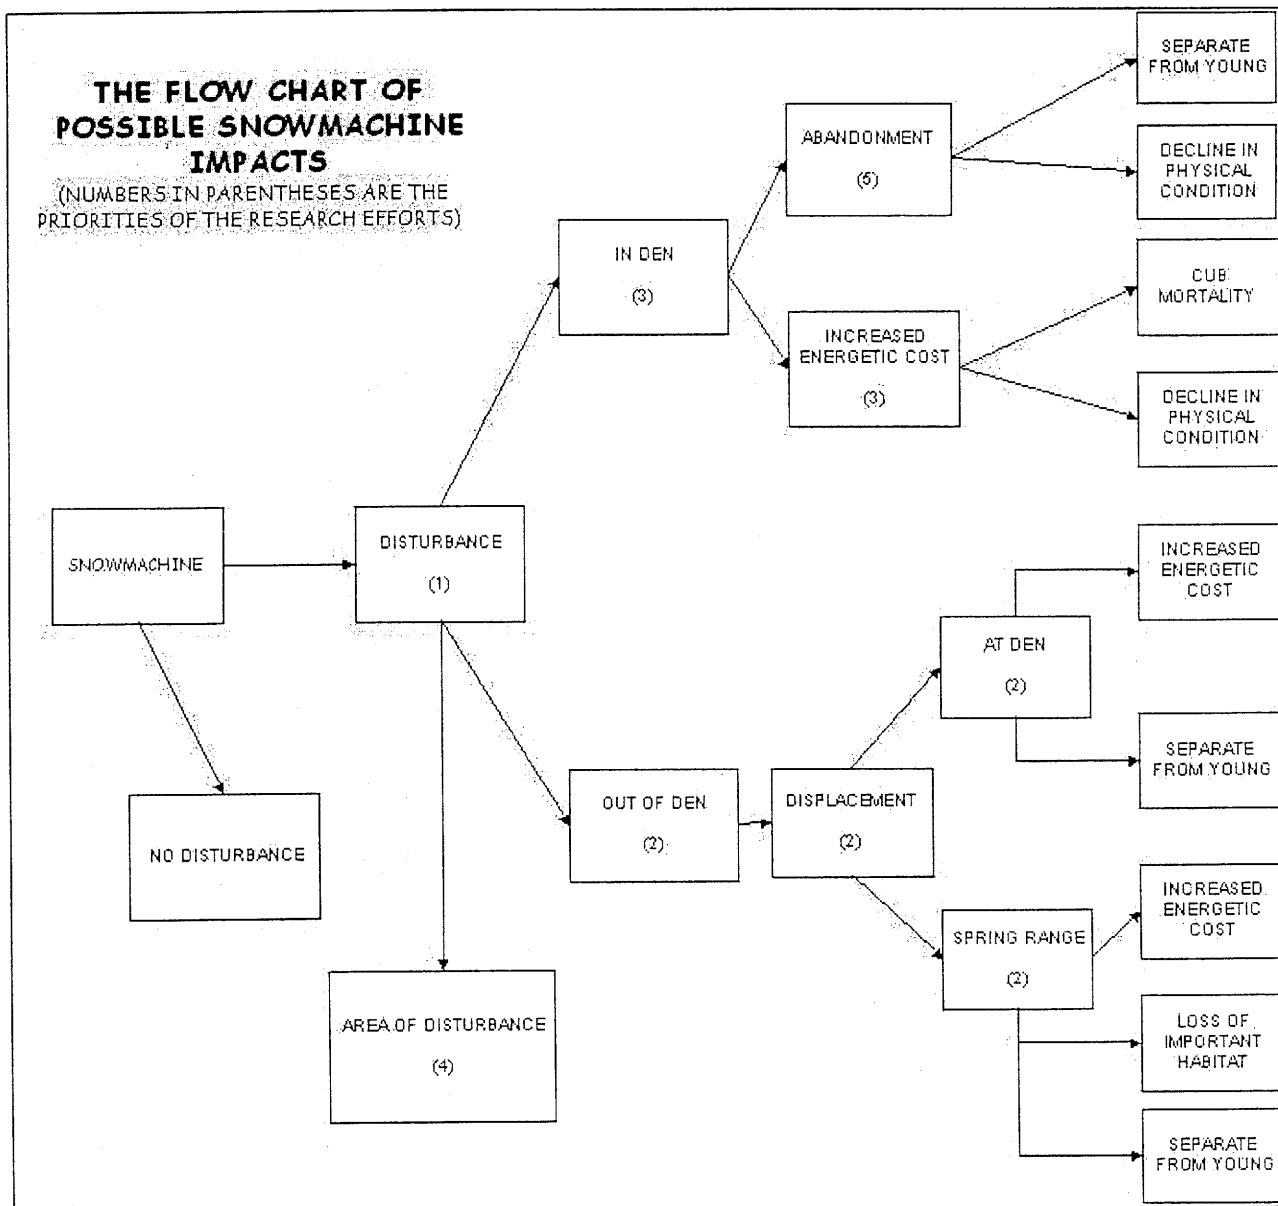 THE FLOW CHART OF
POSSIBLE SNOWMACHINE
IMPACTS
(NUMBERS IN PARENTHESES ARE THE
PRIORITIES OF THE RESEARCH EFFORTS)
SNOWMACHINE
NO DISTURBANCE
DISTURBANCE
(1)
AREA OF DISTURBANCE
(4)
IN DEN
(3)
ABANDONMENT
(5)
SEPARATE
FROM YOUNG
DECLINE IN
PHYSICAL
CONDITION
INCREASED
ENERGETIC COST
(3)
CUB
MORTALITY
DECLINE IN
PHYSICAL
CONDITION
OUT OF DEN
(2)
DISPLACEMENT
(2)
AT DEN
(2)
INCREASED
ENERGETIC
COST
SEPARATE
FROM YOUNG
SPRING RANGE
(2)
INCREASED
ENERGETIC
COST
LOSS OF
IMPORTANT
HABITAT
SEPARATE
FROM YOUNG